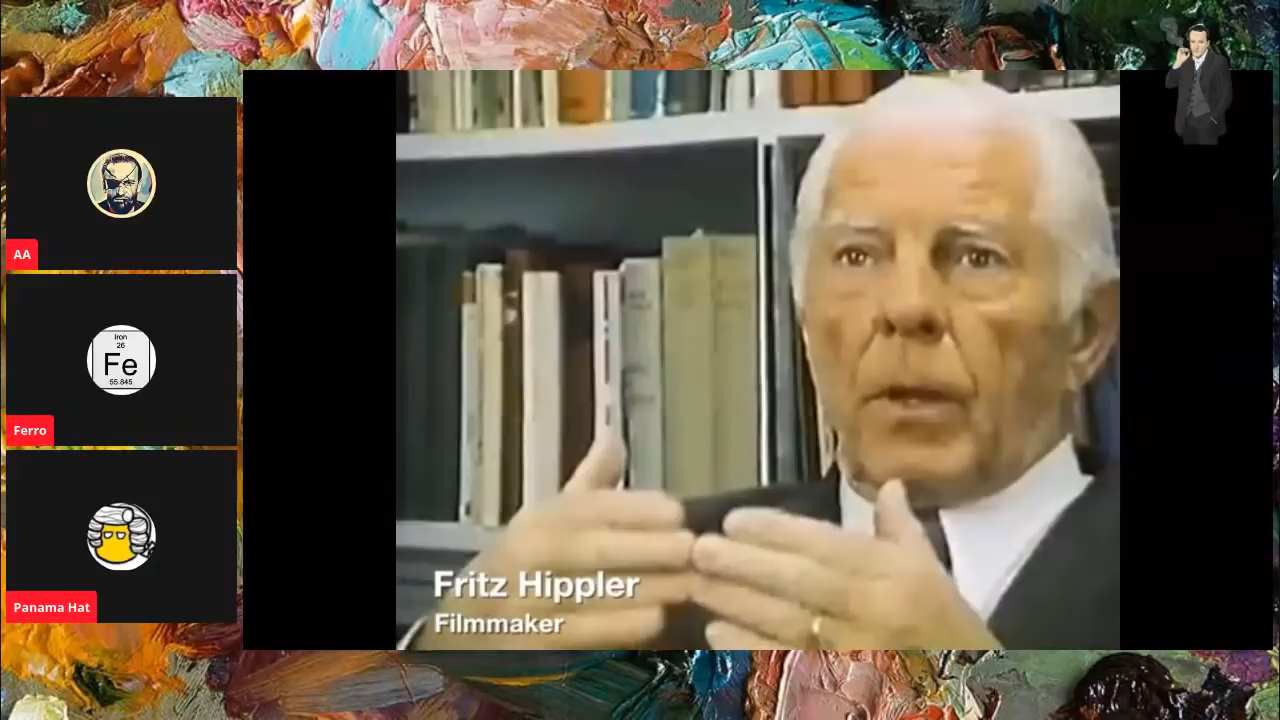 AA
Iron
26
Fe
55.845
Ferro
Panama Hat
Fritz Hippler
Filmmaker